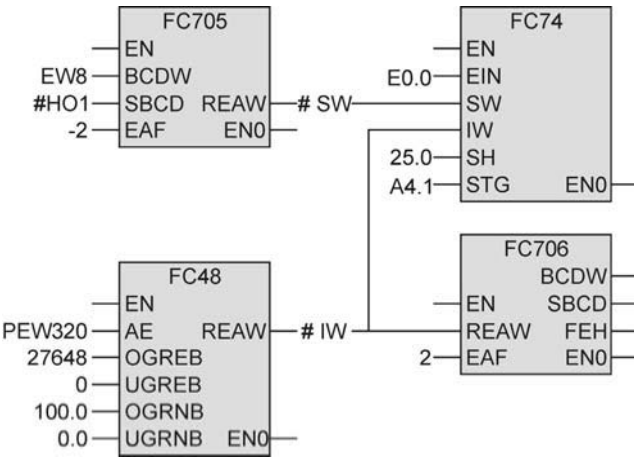 FC705
EN
EW8 BCDW
#HO1 SBCD REAW # SW
-2 EAF EN0
FC74
EN
E0.0 EIN
SW
IW
25.0 SH
A4.1 STG EN0
FC48
EN
PEW320 AE REAW # IW
27648 OGREB
0 UGREB
100.0 OGRNB
0.0 UGRNB EN0
FC706
BCDW
EN SBCD
REAW FEH
2 EAF EN0